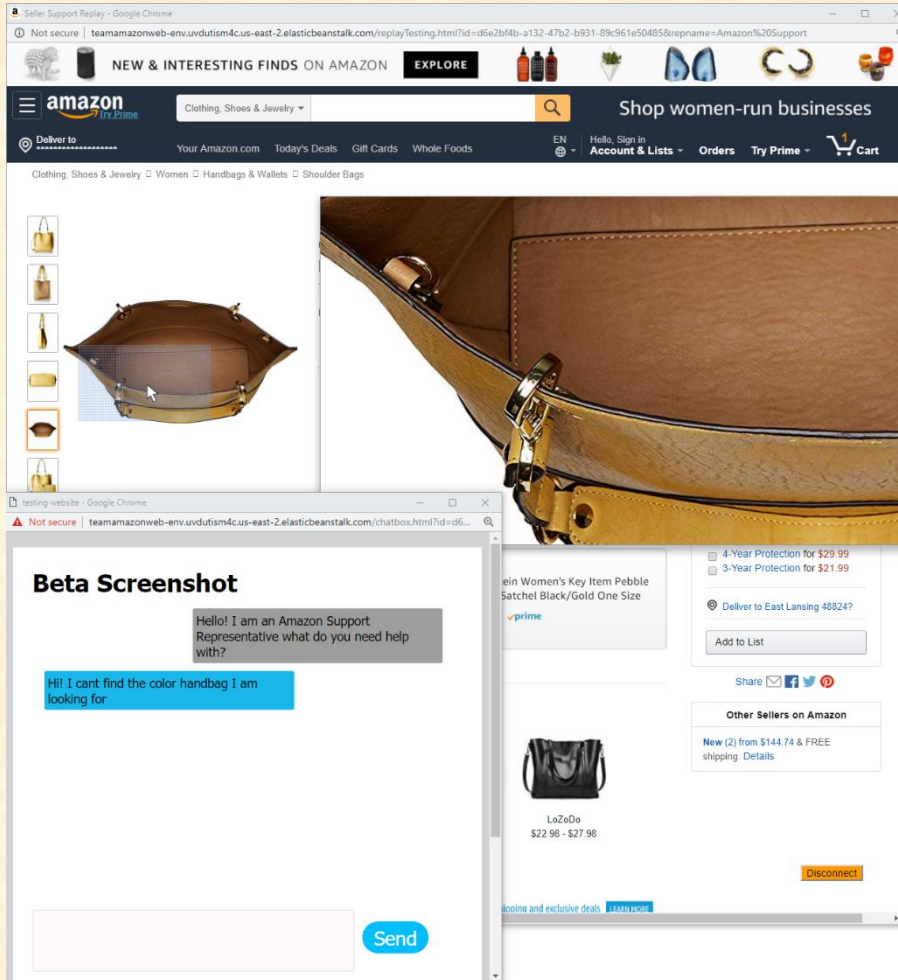 Seller Support Replay - Google Chrome
Not secure | teamamazonweb-env.uvdutism4c.us-east-2.elasticbeanstalk.com/replayTesting.html?id=d6e2bf4b-a132-47b2-b931-89c961e50485&repname=Amazon%20Support
NEW & INTERESTING FINDS ON AMAZON EXPLORE
amazon
Try Prime
Clothing, Shoes & Jewelry
Shop women-run businesses
Deliver to
Your Amazon.com Today's Deals Gift Cards Whole Foods
EN
Hello, Sign in
Account & Lists Orders Try Prime 1 Cart
Clothing, Shoes & Jewelry Women Handbags & Wallets Shoulder Bags
testing website - Google Chrome
Not secure | teamamazonweb-env.uvdutism4c.us-east-2.elasticbeanstalk.com/chatbox.html?id=d6...
Beta Screenshot
Hello! I am an Amazon Support
Representative what do you need help
with?
Hi! I cant find the color handbag I am
looking for
Send
ein Women's Key Item Pebble
Satchel Black/Gold One Size
prime
4-Year Protection for $29.99
3-Year Protection for $21.99
Deliver to East Lansing 48824?
Add to List
Share
Other Sellers on Amazon
New (2) from $144.74 & FREE
shipping. Details
LoZoDo
$22.98 - $27.98
Disconnect
ipping and exclusive deals LEARN MORE